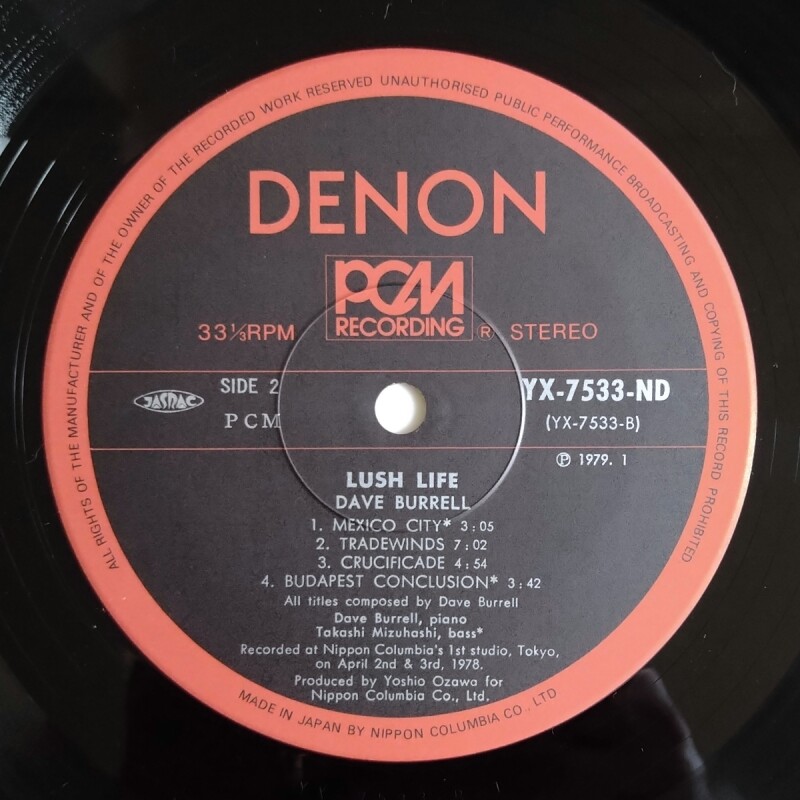 ALL RIGHTS OF THE MANUFACTURER AND OF THE OWNER OF THE RECORDED WORK RESERVED UNAUTHORISED PUBLIC PERFORMANCE BROADCASTING AND COPYING OF THIS RECORD PROHIBITED
DENON
PCM
RECORDING
33⅓RPM ® STEREO
JASRAC SIDE 2 YX-7533-ND
PCM (YX-7533-B)
℗ 1979. 1
LUSH LIFE
DAVE BURRELL
1. MEXICO CITY* 3:05
2. TRADEWINDS 7:02
3. CRUCIFICADE 4:54
4. BUDAPEST CONCLUSION* 3:42
All titles composed by Dave Burrell
Dave Burrell, piano
Takashi Mizuhashi, bass*
Recorded at Nippon Columbia's 1st studio, Tokyo,
on April 2nd & 3rd, 1978.
Produced by Yoshio Ozawa for
Nippon Columbia Co., Ltd.
MADE IN JAPAN BY NIPPON COLUMBIA CO., LTD